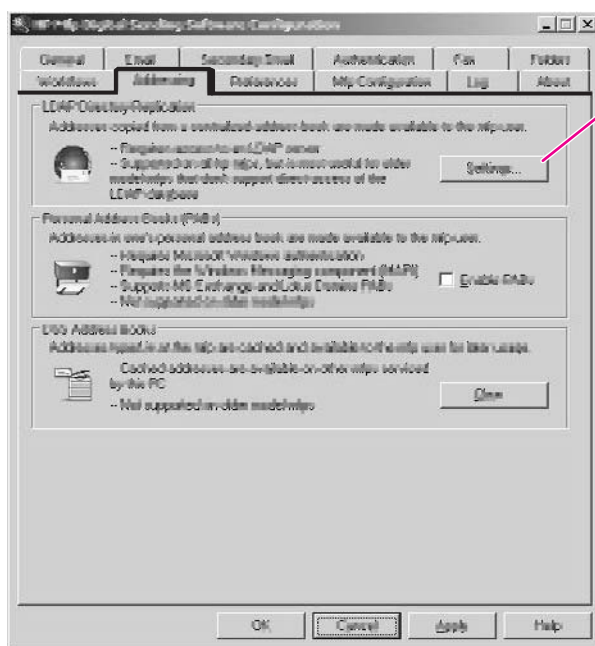 HP Mfp Digital Sending Software Configuration
General Email Secondary Email Authentication Fax Folders
Workflows Addressing Preferences Mfp Configuration Log About
LDAP Directory Replication
Addresses copied from a centralized address book are made available to the mfp user.
-- Requires access to an LDAP server
-- Supported on all hp mfps, but is most useful for older
model mfps that don't support direct access of the
LDAP database
Settings...
Personal Address Books (PABs)
Addresses in one's personal address book are made available to the mfp user.
-- Requires Microsoft Windows authentication
-- Requires the Windows Messaging component (MAPI)
-- Supports MS Exchange and Lotus Domino PABs
-- Not supported on older model mfps
Enable PABs
Address Books
Addresses typed in at the mfp are cached and available to the mfp user for later usage.
Cached addresses are available on other mfps serviced
by this PC
-- Not supported on older model mfps
Clear
OK Cancel Apply Help